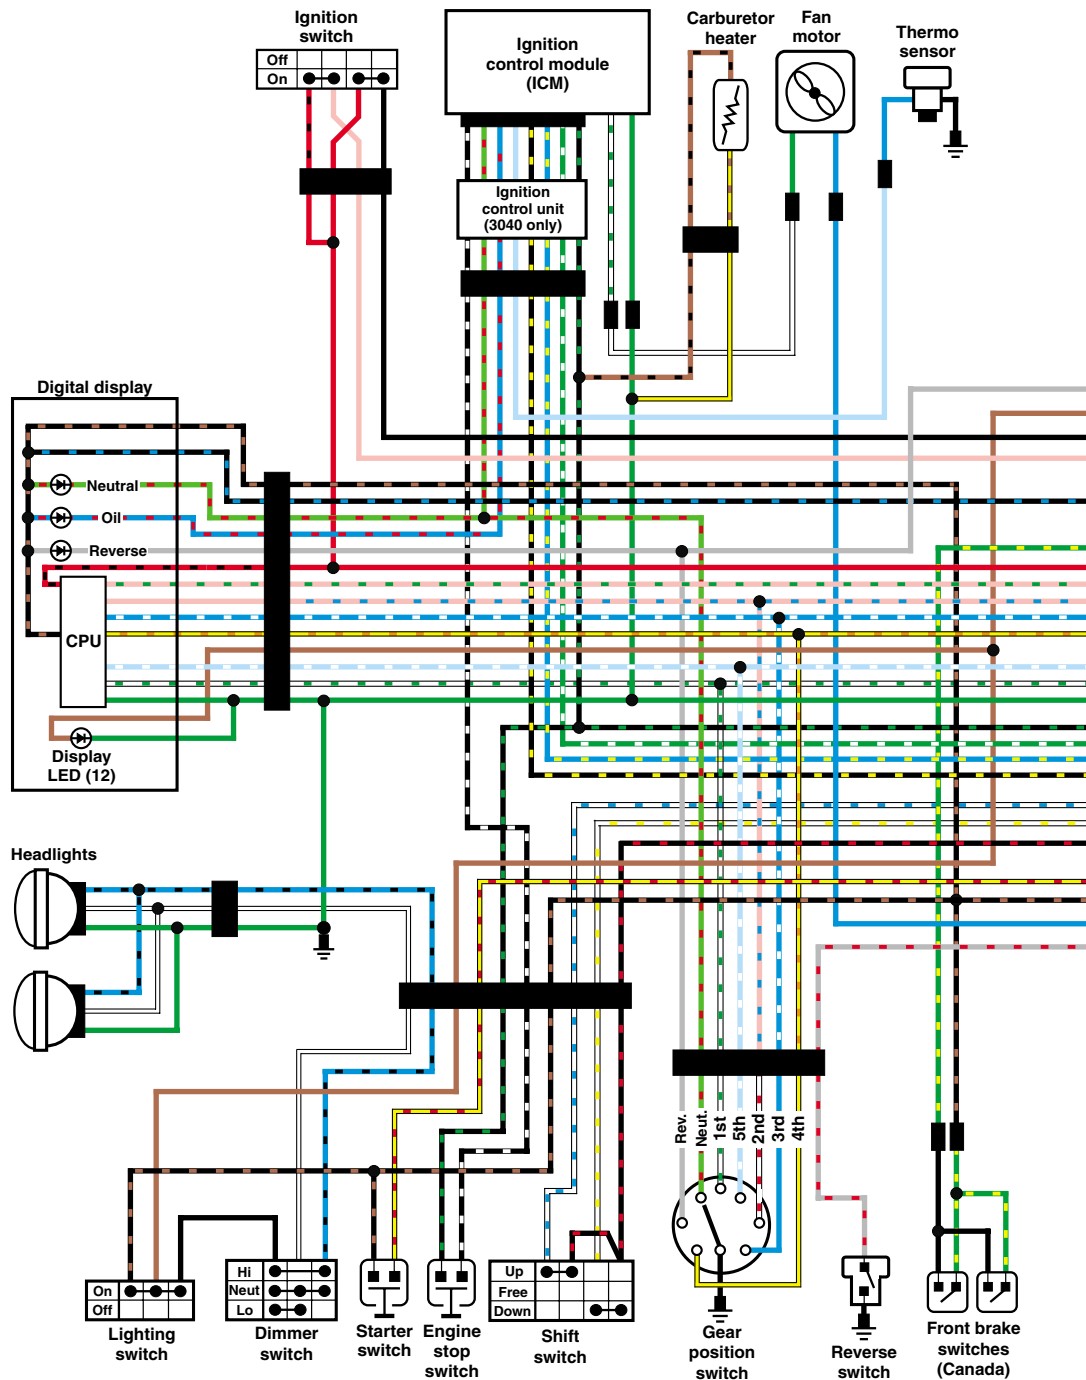 Ignition
switch
Off
On
Ignition
control module
(ICM)
Carburetor
heater
Fan
motor
Thermo
sensor
Ignition
control unit
(3040 only)
Digital display
Neutral
Oil
Reverse
CPU
Display
LED (12)
Headlights
Rev.
Neut.
1st
5th
2nd
3rd
4th
On
Off
Lighting
switch
Hi
Neut
Lo
Dimmer
switch
Starter
switch
Engine
stop
switch
Up
Free
Down
Shift
switch
Gear
position
switch
Reverse
switch
Front brake
switches
(Canada)